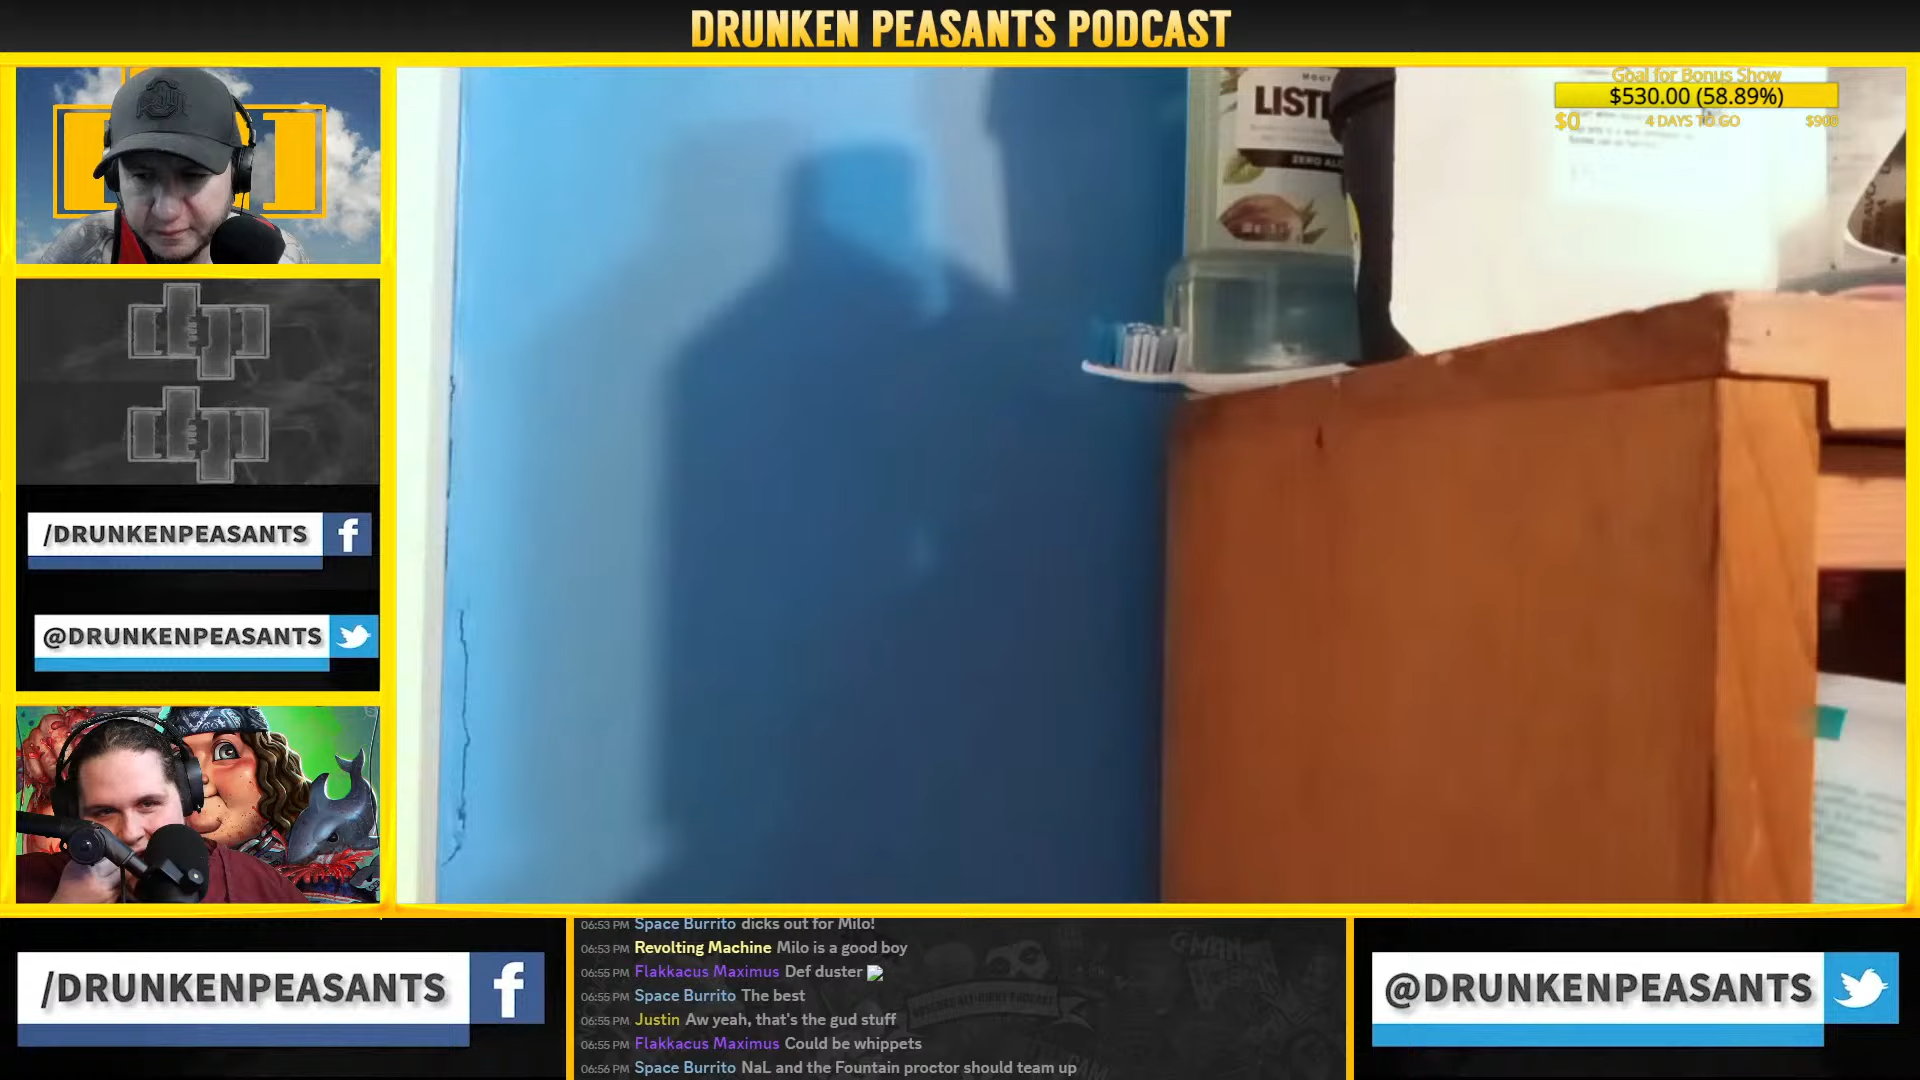 DRUNKEN PEASANTS PODCAST
Goal for Bonus Show
$530.00 (58.89%)
$0 4 DAYS TO GO $900
LIST
ZERO AL
/DRUNKENPEASANTS
@DRUNKENPEASANTS
06:53 PM Space Burrito dicks out for Milo!
06:53 PM Revolting Machine Milo is a good boy
06:55 PM Flakkacus Maximus Def duster
06:55 PM Space Burrito The best
06:55 PM Justin Aw yeah, that's the gud stuff
06:55 PM Flakkacus Maximus Could be whippets
06:56 PM Space Burrito NaL and the Fountain proctor should team up
/DRUNKENPEASANTS
@DRUNKENPEASANTS